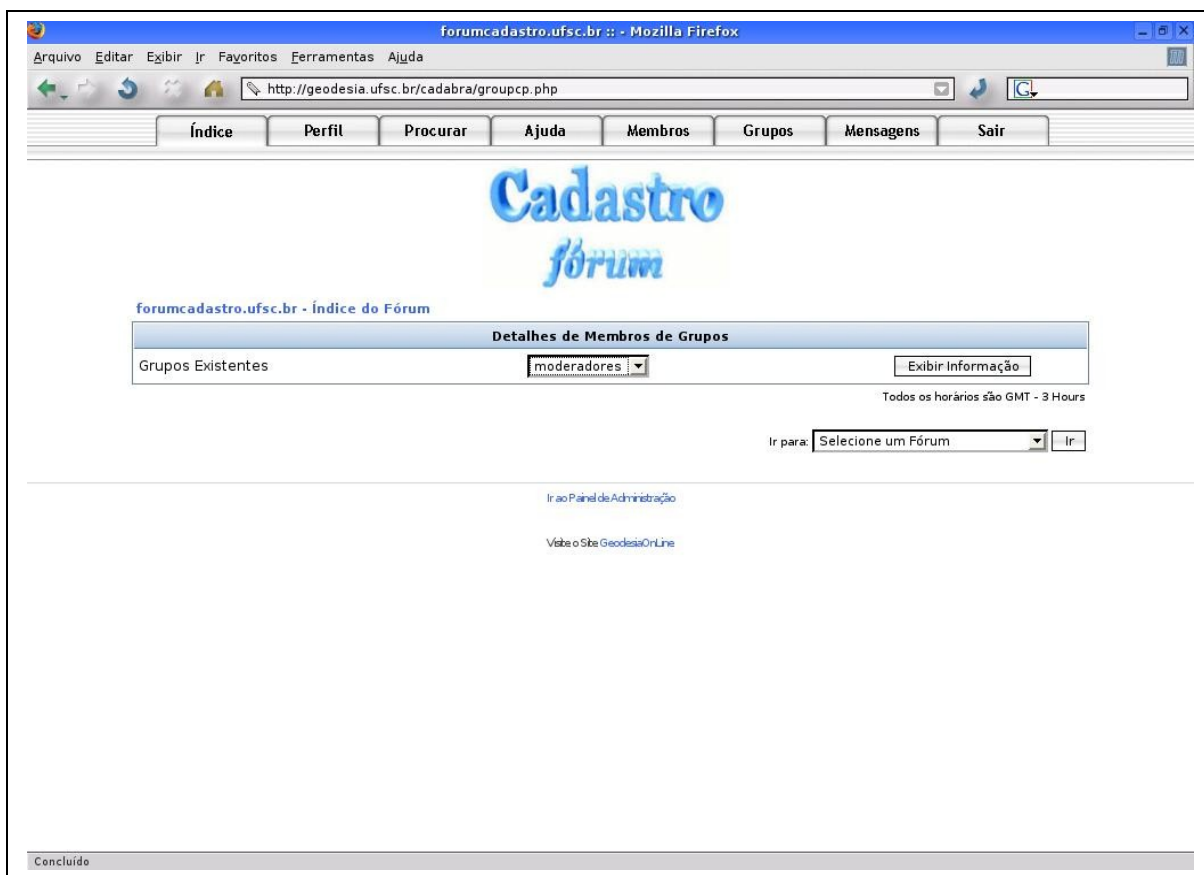 forumcadastro.ufsc.br :: - Mozilla Firefox
Arquivo Editar Exibir Ir Favoritos Ferramentas Ajuda
http://geodesia.ufsc.br/cadabra/groupcp.php
Índice Perfil Procurar Ajuda Membros Grupos Mensagens Sair
Cadastro
fórum
forumcadastro.ufsc.br - Índice do Fórum
Detalhes de Membros de Grupos
Grupos Existentes moderadores Exibir Informação
Todos os horários são GMT - 3 Hours
Ir para: Selecione um Fórum Ir
Ir ao Painel de Administração
Visite o Site GeodesiaOnLine
Concluído